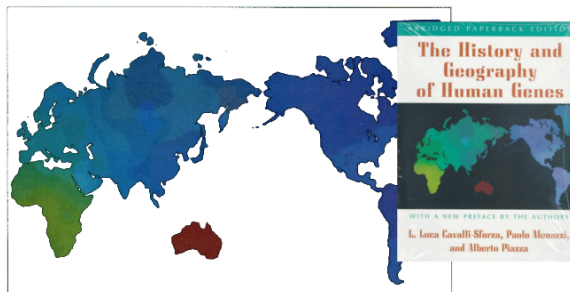 ABRIDGED PAPERBACK EDITION
The History and
Geography
of Human Genes
WITH A NEW PREFACE BY THE AUTHORS
L. Luca Cavalli-Sforza, Paolo Menozzi,
and Alberto Piazza